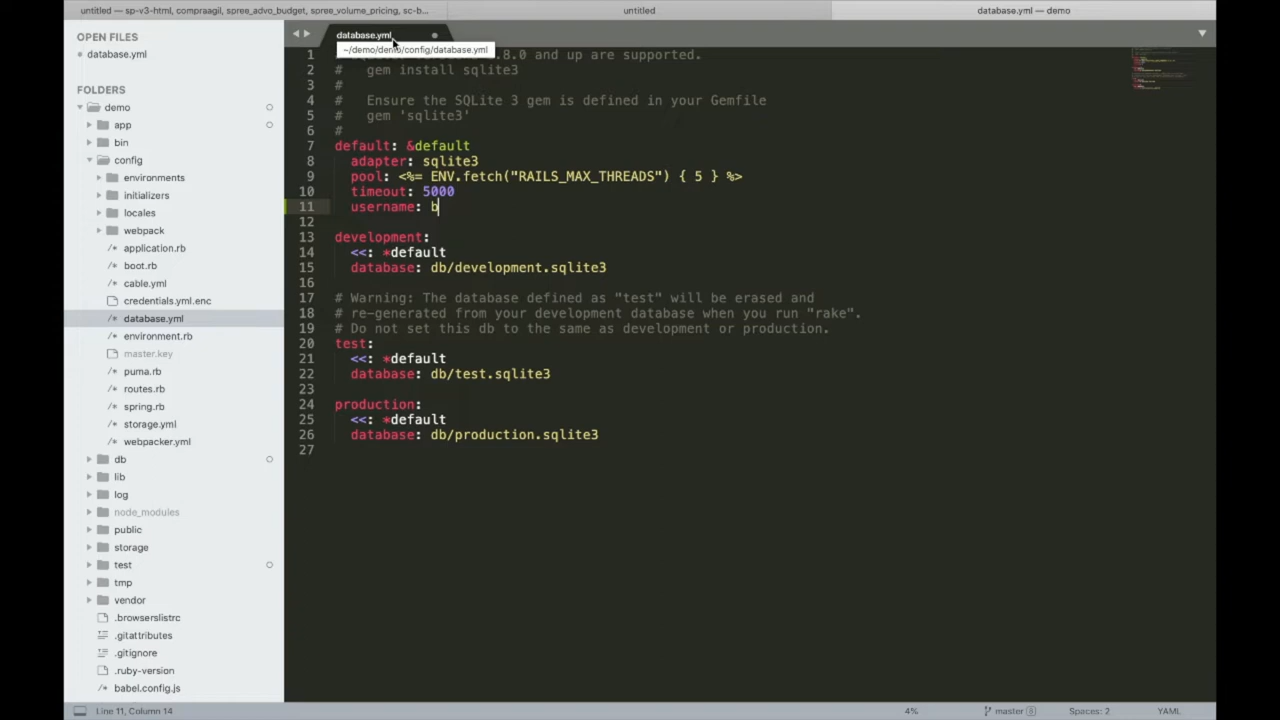 untitled — sp-v3-html, compraagil, spree_advo_budget, spree_volume_pricing, sc-b...
untitled
database.yml — demo
OPEN FILES
database.yml
FOLDERS
demo
app
bin
config
environments
initializers
locales
webpack
/* application.rb
/* boot.rb
/* cable.yml
credentials.yml.enc
/* database.yml
/* environment.rb
master.key
/* puma.rb
/* routes.rb
/* spring.rb
/* storage.yml
/* webpacker.yml
db
lib
log
node_modules
public
storage
test
tmp
vendor
.browserslistrc
.gitattributes
.gitignore
.ruby-version
/* babel.config.js
database.yml
~/demo/demo/config/database.yml
1 .8.0 and up are supported.
2 #   gem install sqlite3
3 #
4 #   Ensure the SQLite 3 gem is defined in your Gemfile
5 #   gem 'sqlite3'
6 #
7 default: &default
8   adapter: sqlite3
9   pool: <%= ENV.fetch("RAILS_MAX_THREADS") { 5 } %>
10   timeout: 5000
11   username: b
12
13 development:
14   <<: *default
15   database: db/development.sqlite3
16
17 # Warning: The database defined as "test" will be erased and
18 # re-generated from your development database when you run "rake".
19 # Do not set this db to the same as development or production.
20 test:
21   <<: *default
22   database: db/test.sqlite3
23
24 production:
25   <<: *default
26   database: db/production.sqlite3
27
Line 11, Column 14
4%
master 8
Spaces: 2
YAML